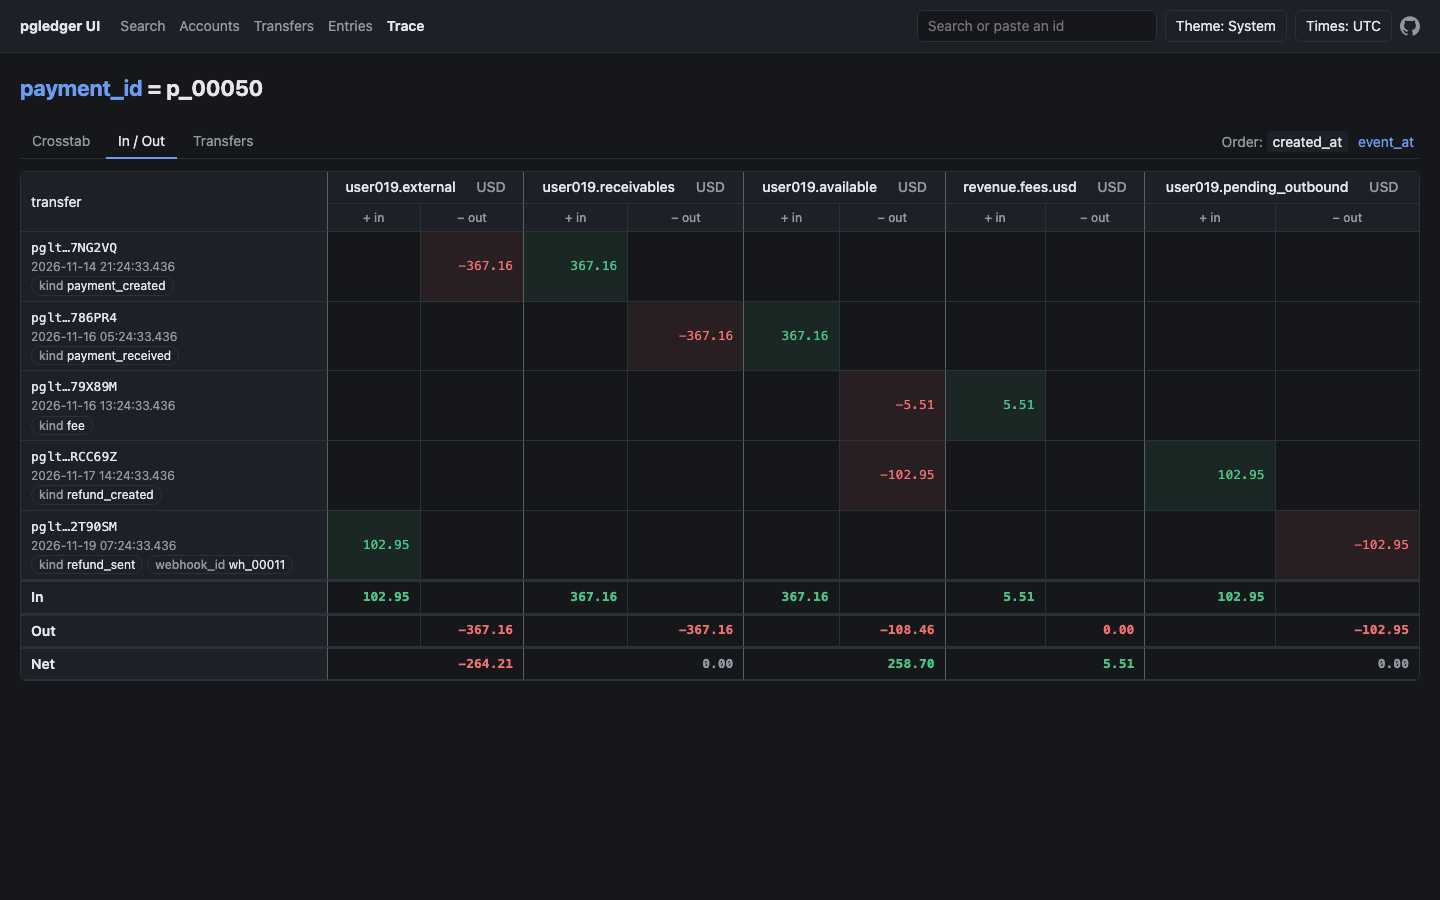 pgledger UI Search Accounts Transfers Entries Trace Search or paste an id Theme: System Times: UTC
payment_id = p_00050
Crosstab In / Out Transfers Order: created_at event_at
transfer user019.external USD user019.receivables USD user019.available USD revenue.fees.usd USD user019.pending_outbound USD
+ in − out + in − out + in − out + in − out + in − out
pglt…7NG2VQ
2026-11-14 21:24:33.436 −367.16 367.16
kind payment_created
pglt…786PR4
2026-11-16 05:24:33.436 −367.16 367.16
kind payment_received
pglt…79X89M
2026-11-16 13:24:33.436 −5.51 5.51
kind fee
pglt…RCC69Z
2026-11-17 14:24:33.436 −102.95 102.95
kind refund_created
pglt…2T90SM
2026-11-19 07:24:33.436 102.95 −102.95
kind refund_sent webhook_id wh_00011
In 102.95 367.16 367.16 5.51 102.95
Out −367.16 −367.16 −108.46 0.00 −102.95
Net −264.21 0.00 258.70 5.51 0.00